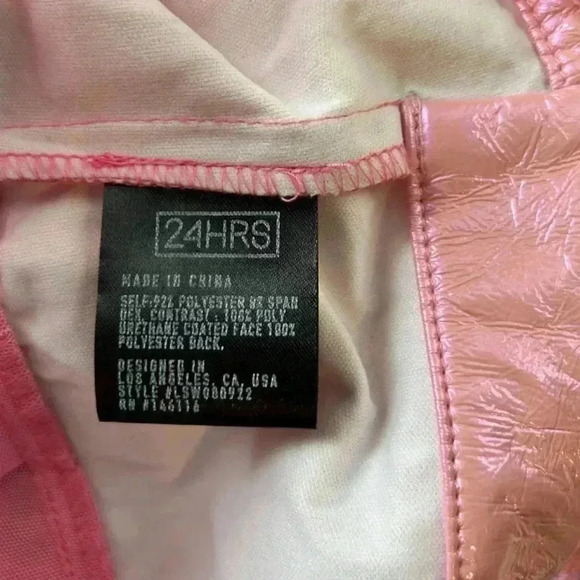 24HRS
MADE IN CHINA
SELF:92% POLYESTER 8% SPAN
DEX. CONTRAST: 100% POLY
URETHANE COATED FACE 100%
POLYESTER BACK.
DESIGNED IN
LOS ANGELES, CA, USA
STYLE #LSW080922
RN #146116